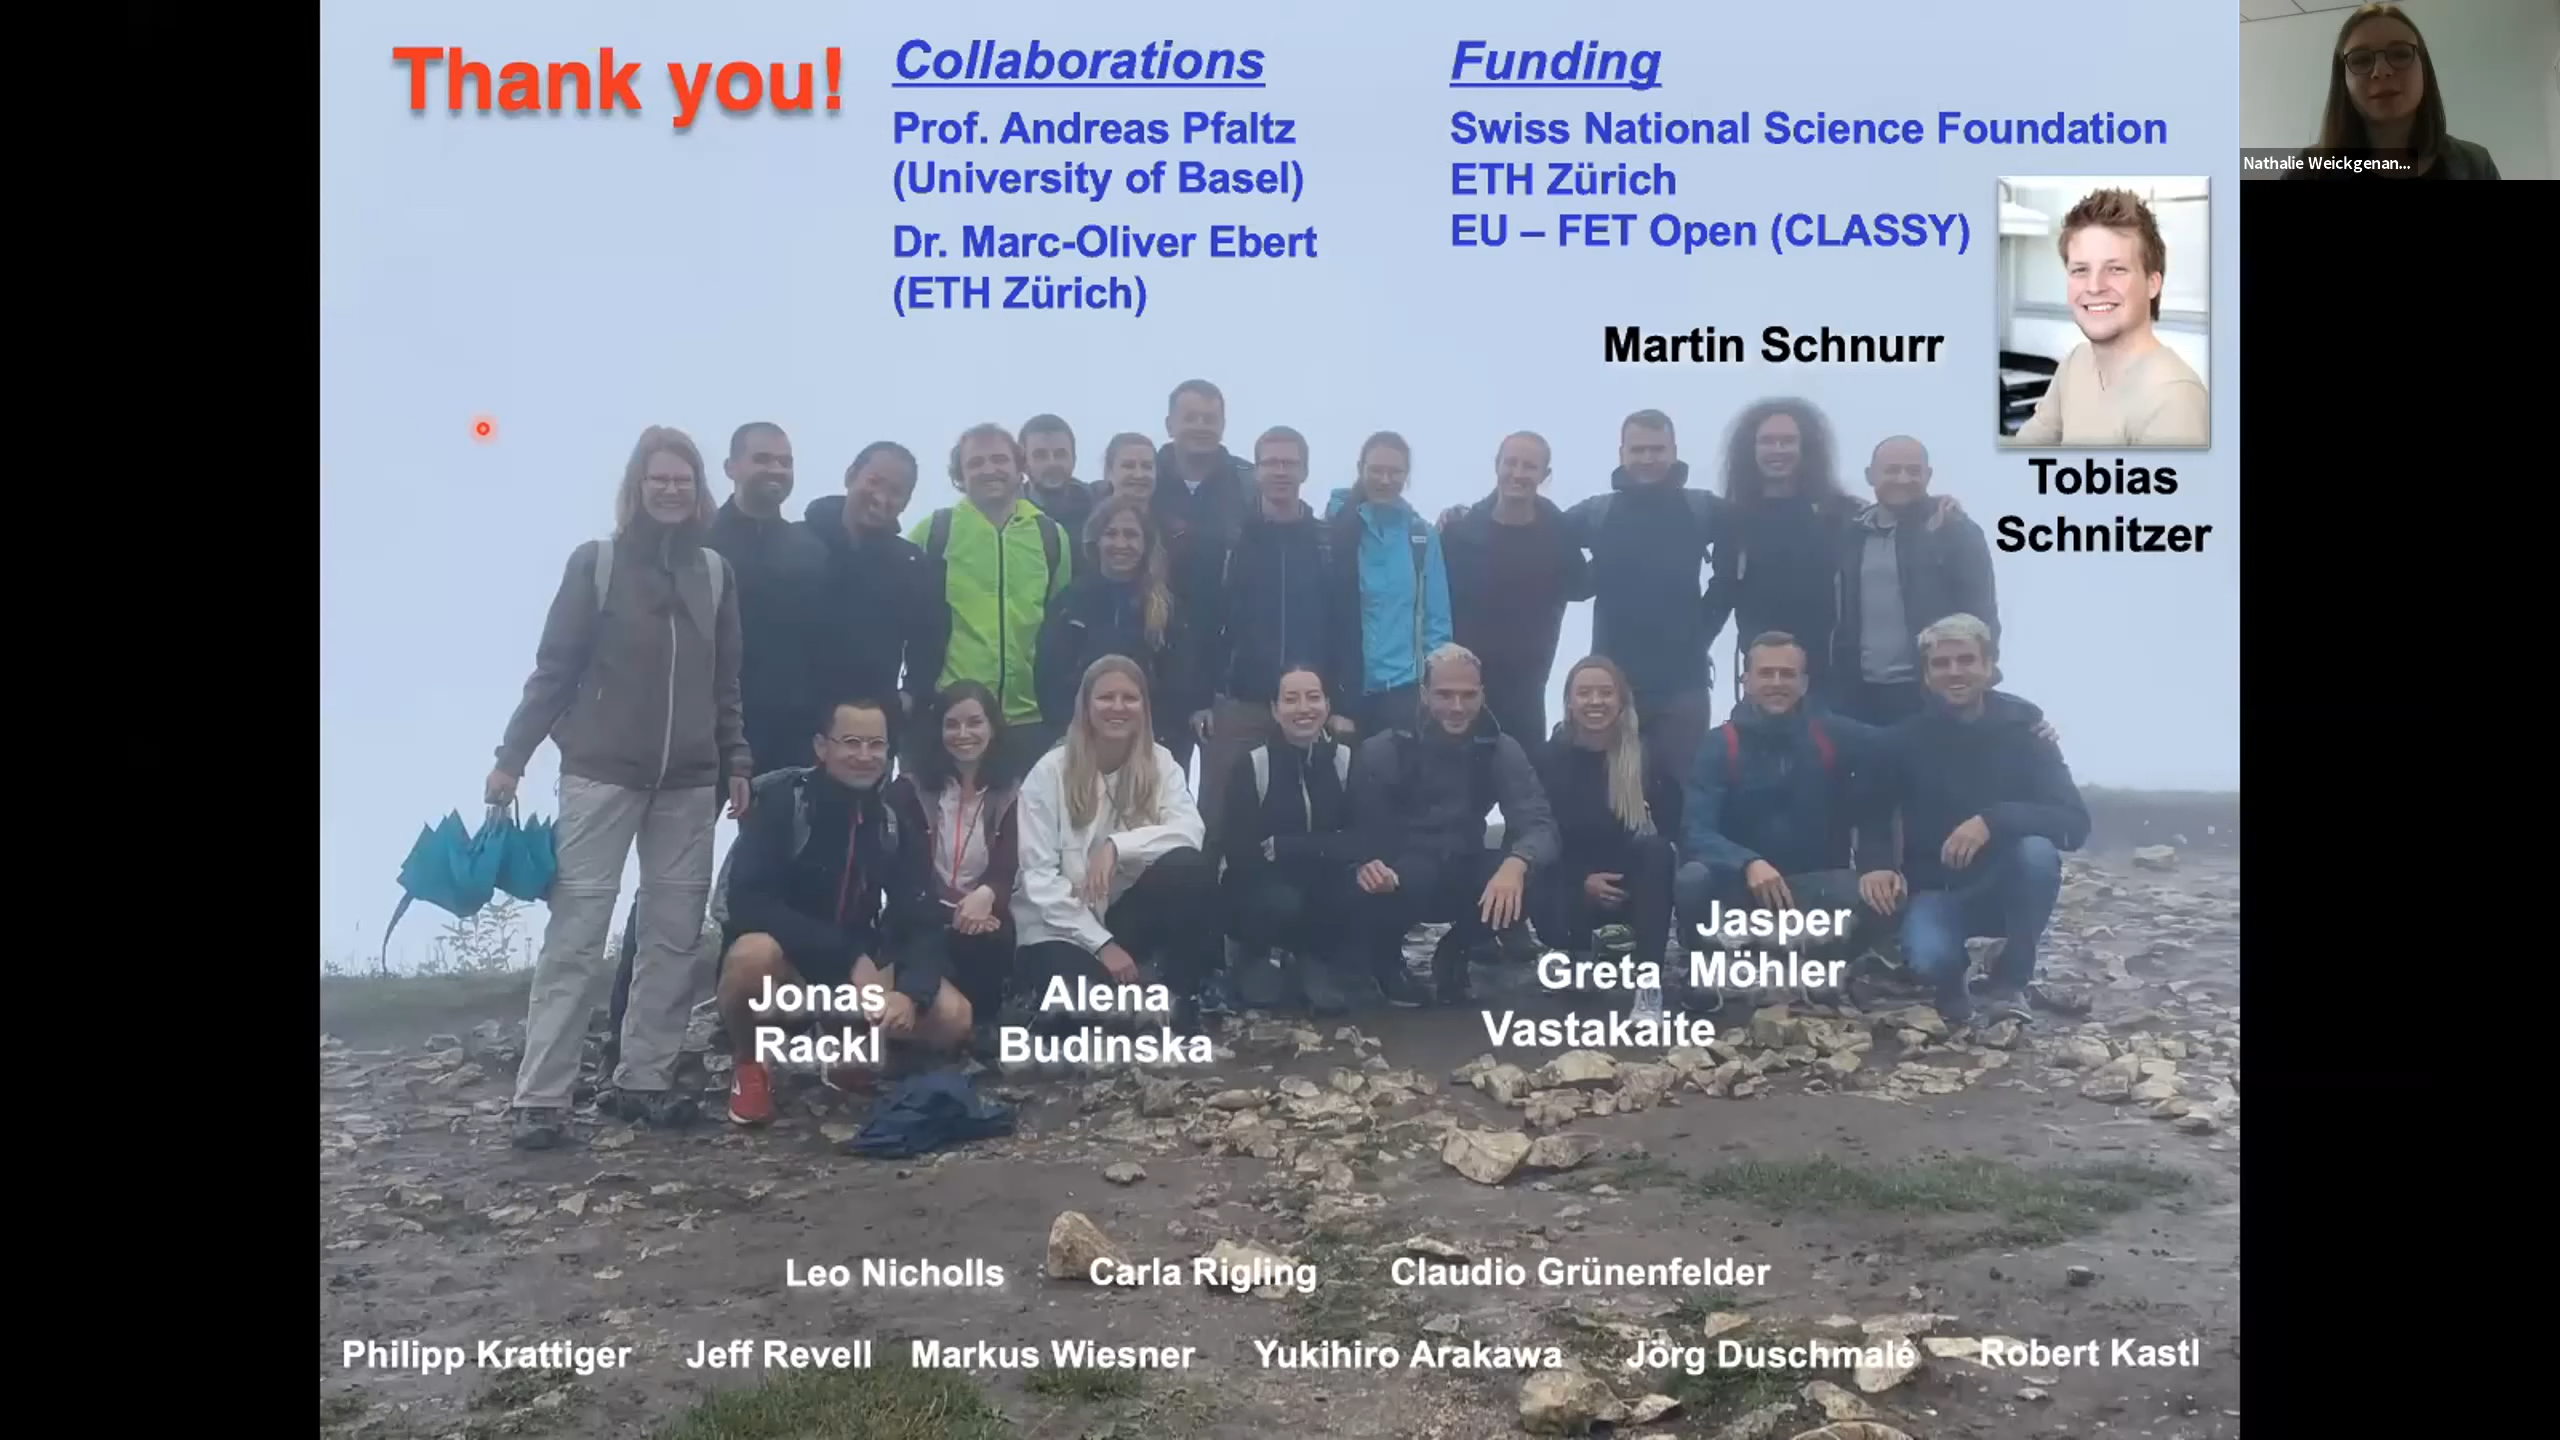 Thank you!
Collaborations
Prof. Andreas Pfaltz
(University of Basel)
Dr. Marc-Oliver Ebert
(ETH Zürich)
Funding
Swiss National Science Foundation
ETH Zürich
EU – FET Open (CLASSY)
Nathalie Weickgenan...
Martin Schnurr
Tobias
Schnitzer
Jonas
Rackl
Alena
Budinska
Greta
Vastakaite
Jasper
Möhler
Leo Nicholls
Carla Rigling
Claudio Grünenfelder
Philipp Krattiger
Jeff Revell
Markus Wiesner
Yukihiro Arakawa
Jörg Duschmalé
Robert Kastl